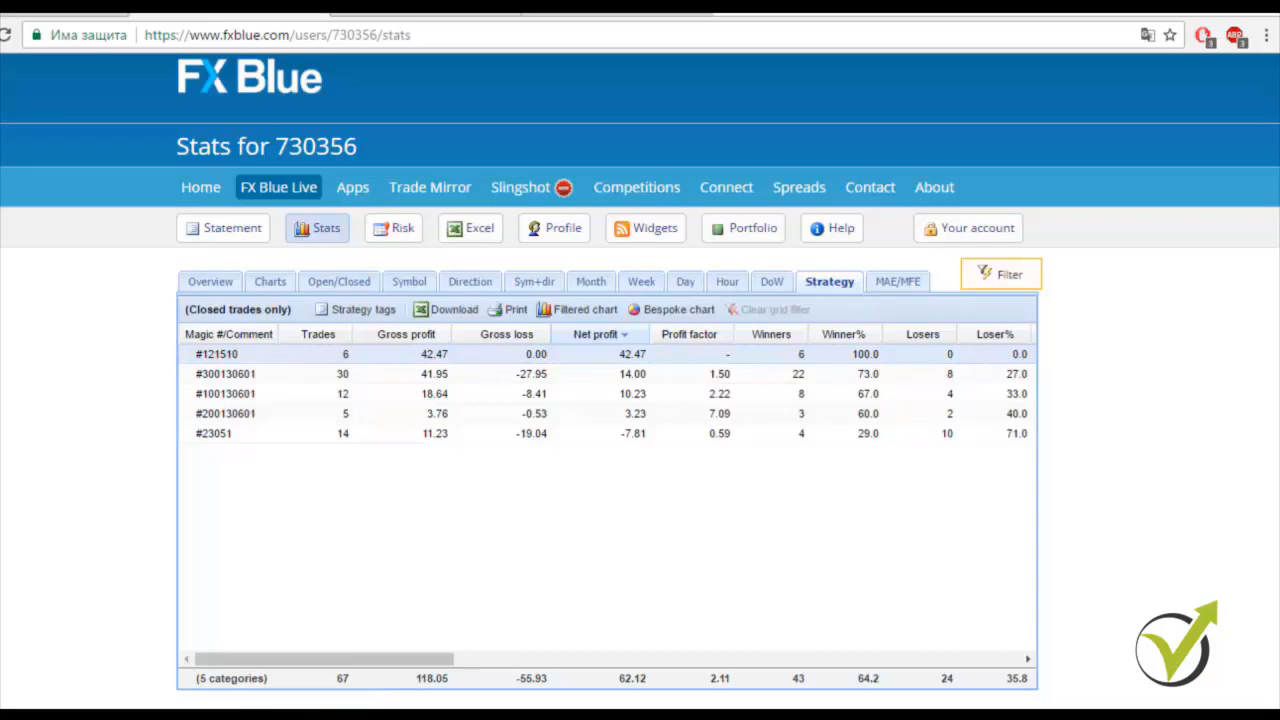 Има защита https://www.fxblue.com/users/730356/stats
1 ABP 3
FX Blue
Stats for 730356
Home FX Blue Live Apps Trade Mirror Slingshot Competitions Connect Spreads Contact About
Statement Stats Risk Excel Profile Widgets Portfolio Help Your account
Filter
Overview Charts Open/Closed Symbol Direction Sym+dir Month Week Day Hour DoW Strategy MAE/MFE
(Closed trades only) Strategy tags Download Print Filtered chart Bespoke chart Clear grid filter
Magic #/Comment Trades Gross profit Gross loss Net profit Profit factor Winners Winner% Losers Loser%
#121510 6 42.47 0.00 42.47 - 6 100.0 0 0.0
#300130601 30 41.95 -27.95 14.00 1.50 22 73.0 8 27.0
#100130601 12 18.64 -8.41 10.23 2.22 8 67.0 4 33.0
#200130601 5 3.76 -0.53 3.23 7.09 3 60.0 2 40.0
#23051 14 11.23 -19.04 -7.81 0.59 4 29.0 10 71.0
(5 categories) 67 118.05 -55.93 62.12 2.11 43 64.2 24 35.8